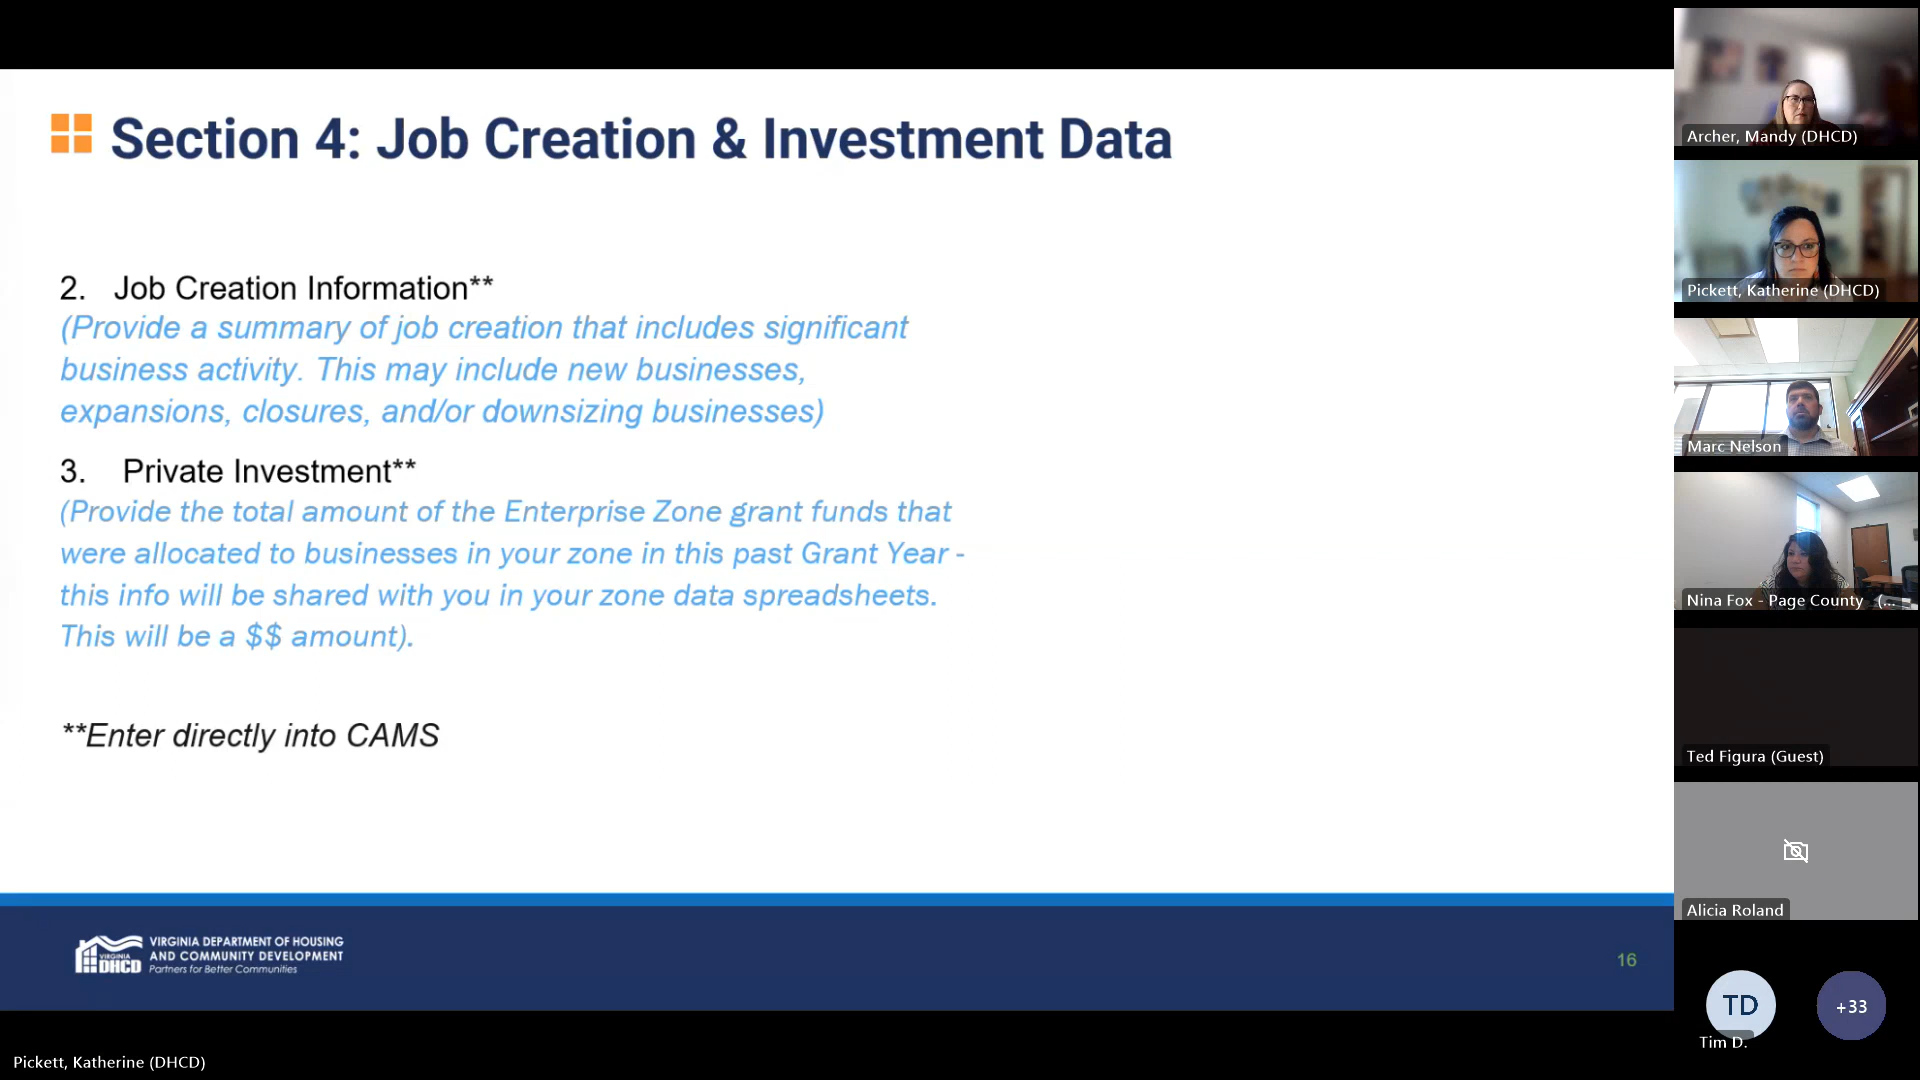 Section 4: Job Creation & Investment Data
2. Job Creation Information**
(Provide a summary of job creation that includes significant
business activity. This may include new businesses,
expansions, closures, and/or downsizing businesses)
3. Private Investment**
(Provide the total amount of the Enterprise Zone grant funds that
were allocated to businesses in your zone in this past Grant Year -
this info will be shared with you in your zone data spreadsheets.
This will be a $$ amount).
**Enter directly into CAMS
VIRGINIA
DHCD
VIRGINIA DEPARTMENT OF HOUSING
AND COMMUNITY DEVELOPMENT
Partners for Better Communities
16
Pickett, Katherine (DHCD)
Archer, Mandy (DHCD)
Pickett, Katherine (DHCD)
Marc Nelson
Nina Fox - Page County (...
Ted Figura (Guest)
Alicia Roland
TD
Tim D.
+33